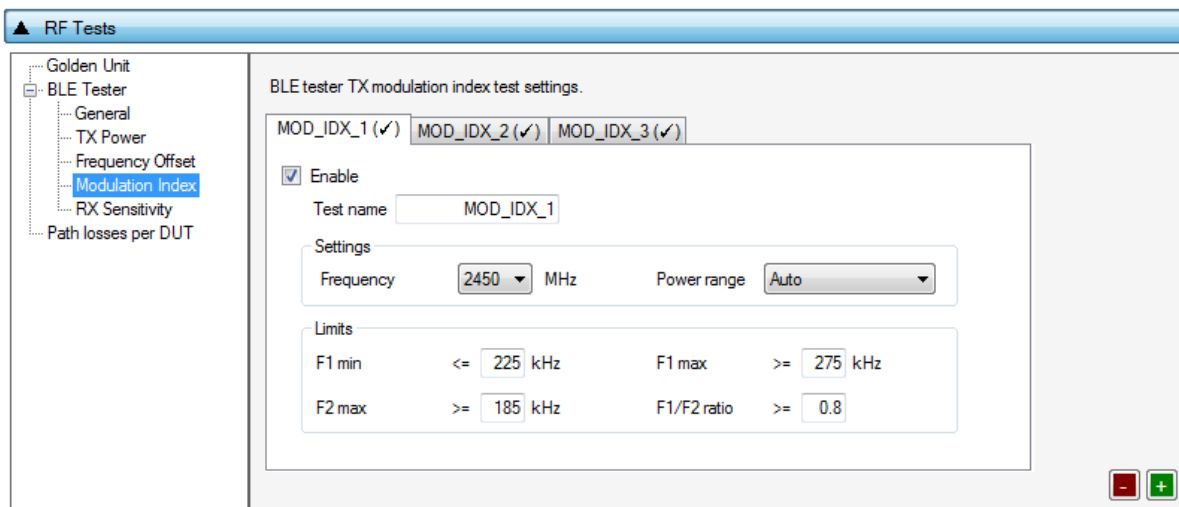 ▲ RF Tests
Golden Unit
BLE Tester
General
TX Power
Frequency Offset
Modulation Index
RX Sensitivity
Path losses per DUT
BLE tester TX modulation index test settings.
MOD_IDX_1 (✓) MOD_IDX_2 (✓) MOD_IDX_3 (✓)
Enable
Test name MOD_IDX_1
Settings
Frequency 2450 MHz Power range Auto
Limits
F1 min <= 225 kHz F1 max >= 275 kHz
F2 max >= 185 kHz F1/F2 ratio >= 0.8
- +